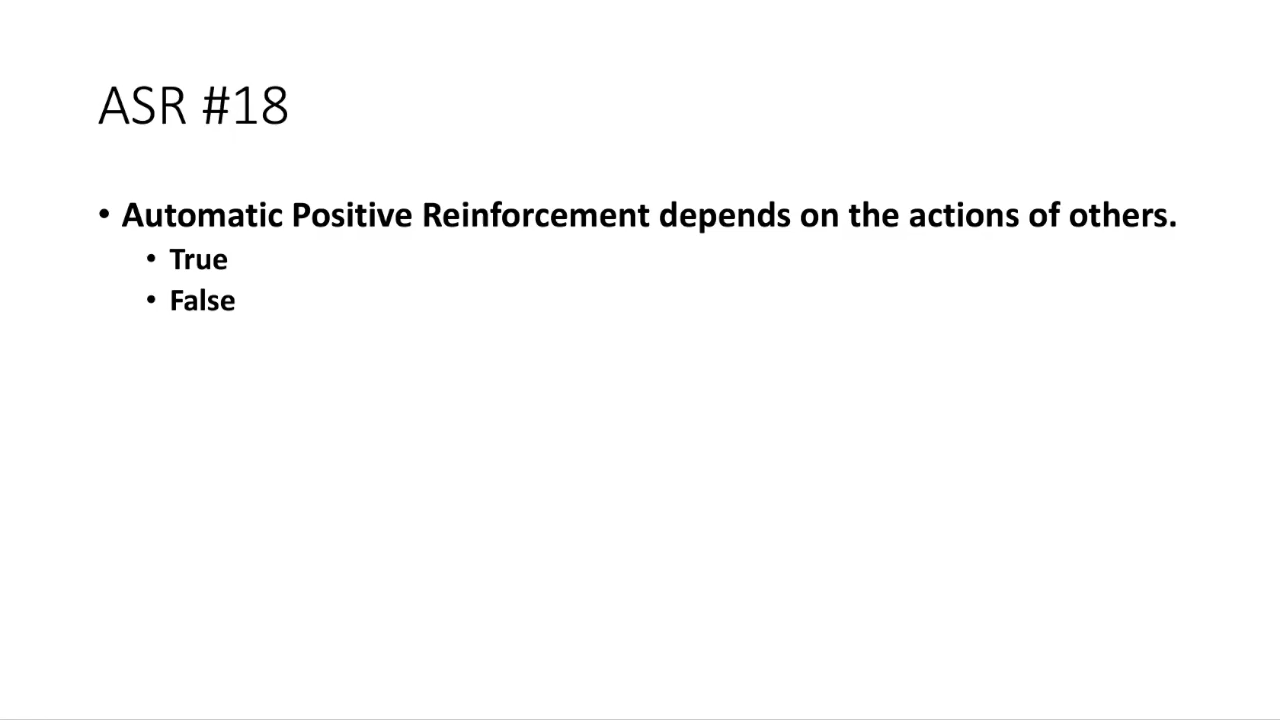 ASR #18
• Automatic Positive Reinforcement depends on the actions of others.
• True
• False